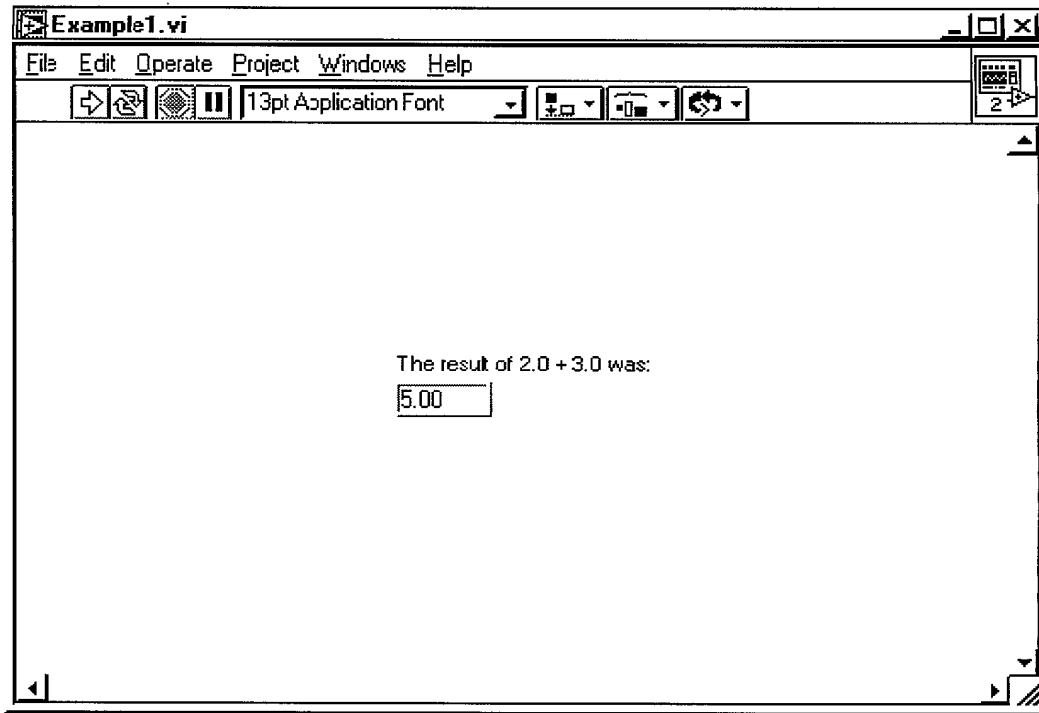 Example1.vi
File Edit Operate Project Windows Help
13pt Application Font
2
The result of 2.0 + 3.0 was:
5.00